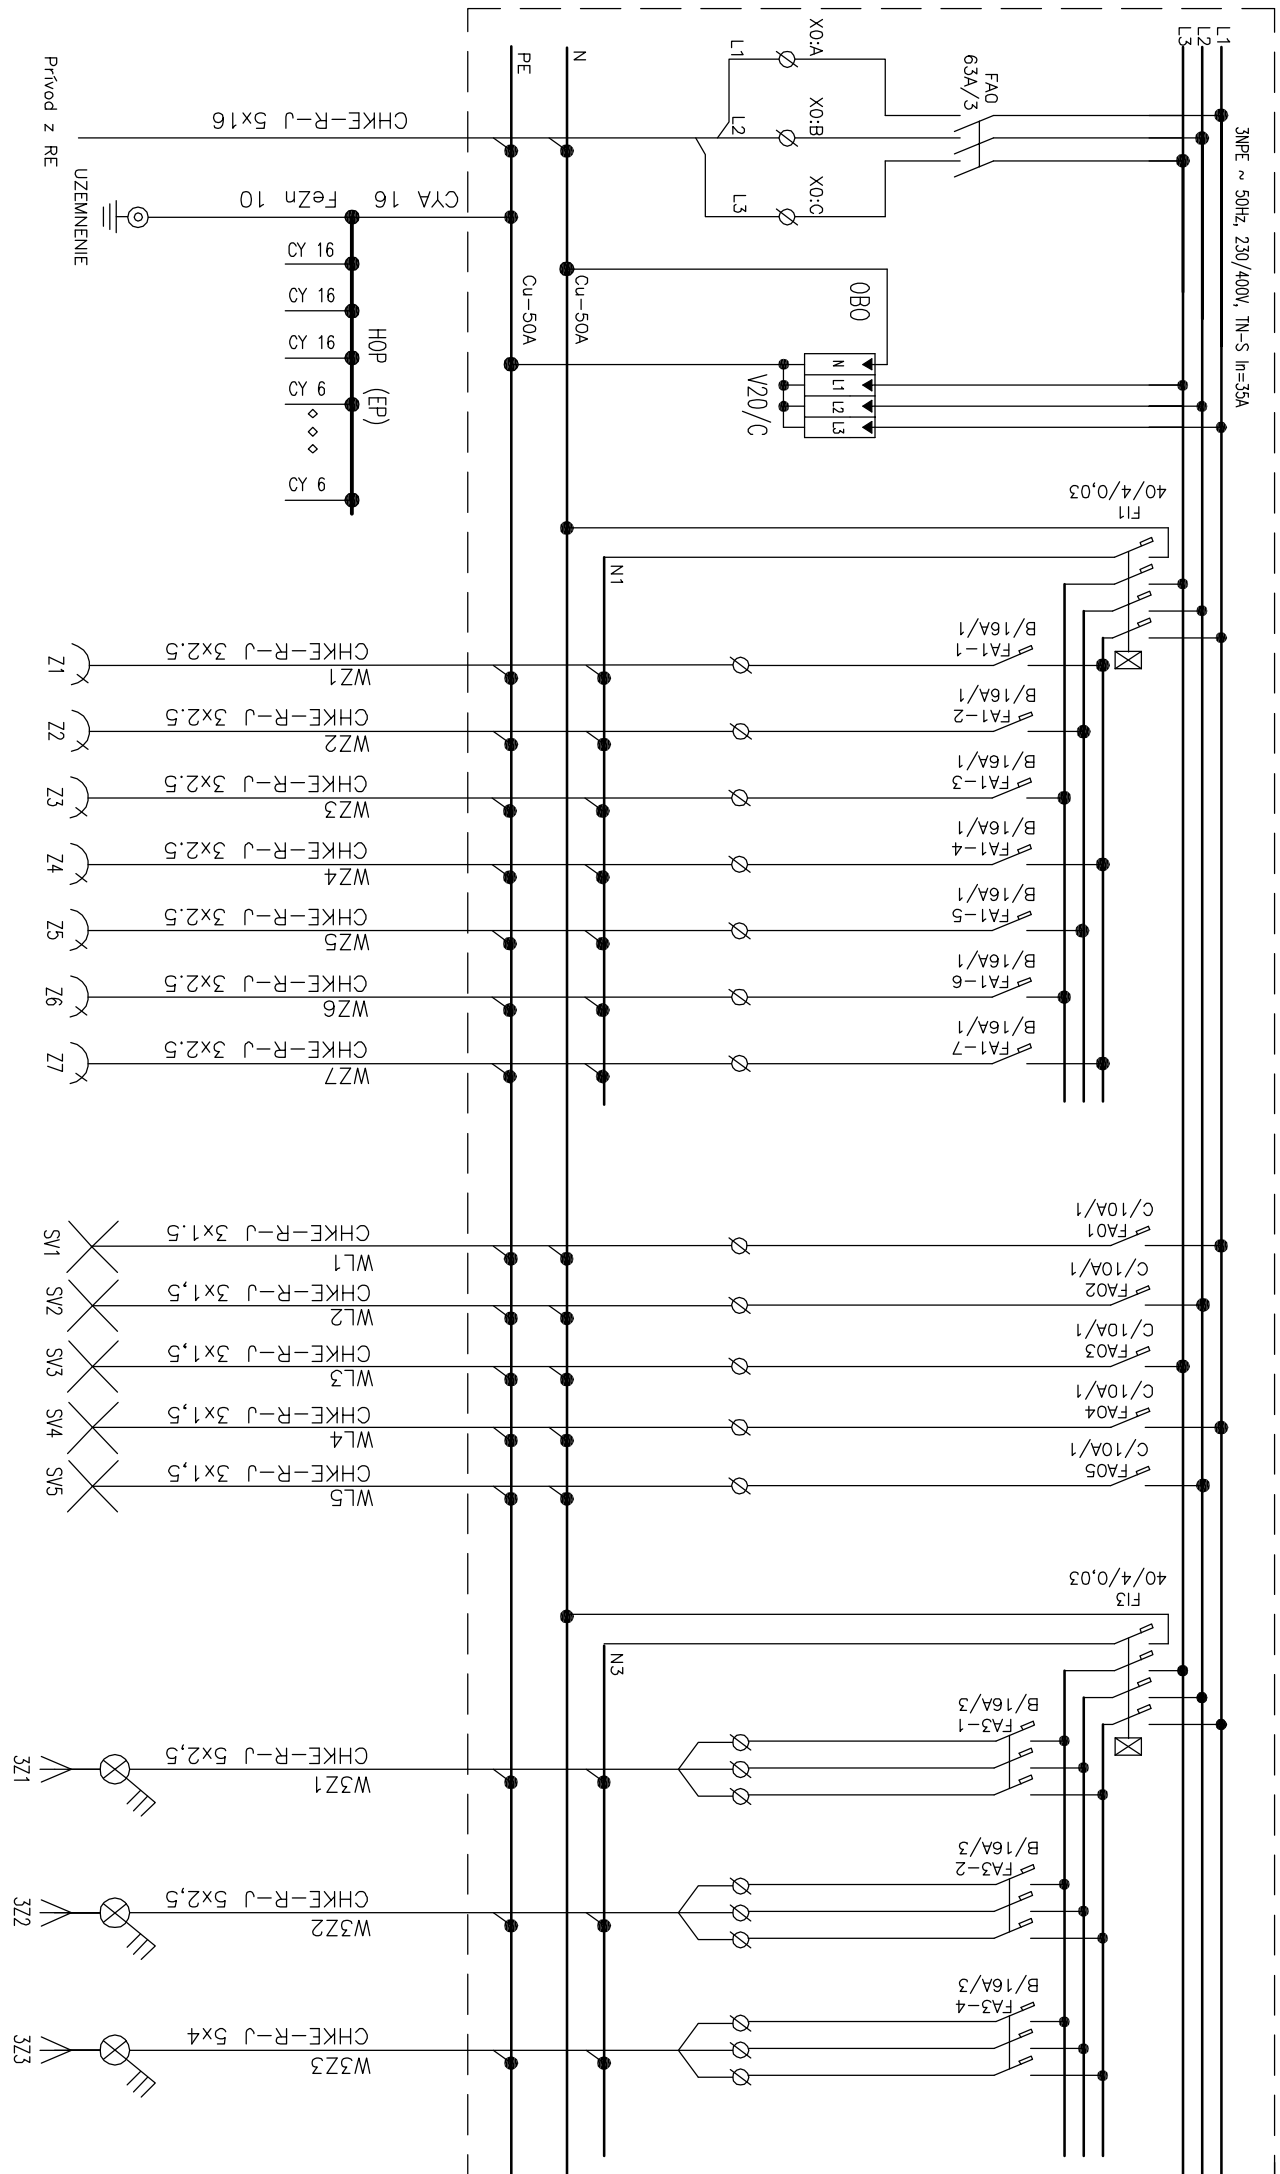 3NPE ~ 50Hz, 230/400V, TN-S In=35A
L1
L2
L3
FA0
63A/3
X0:A
X0:B
X0:C
L1
L2
L3
N
PE
CHKE-R-J 5x16
Prívod z RE
UZEMNENIE
FeZn 10
CYA 16
CY 16
CY 16
CY 16
CY 6
CY 6
HOP (EP)
Cu-50A
Cu-50A
OBO
N
L1
L2
L3
V20/C
FI1
40/4/0,03
N1
FA1-1
B/16A/1
WZ1
CHKE-R-J 3x2.5
Z1
FA1-2
B/16A/1
WZ2
CHKE-R-J 3x2.5
Z2
FA1-3
B/16A/1
WZ3
CHKE-R-J 3x2.5
Z3
FA1-4
B/16A/1
WZ4
CHKE-R-J 3x2.5
Z4
FA1-5
B/16A/1
WZ5
CHKE-R-J 3x2.5
Z5
FA1-6
B/16A/1
WZ6
CHKE-R-J 3x2.5
Z6
FA1-7
B/16A/1
WZ7
CHKE-R-J 3x2.5
Z7
FA01
C/10A/1
WL1
CHKE-R-J 3x1.5
SV1
FA02
C/10A/1
WL2
CHKE-R-J 3x1,5
SV2
FA03
C/10A/1
WL3
CHKE-R-J 3x1,5
SV3
FA04
C/10A/1
WL4
CHKE-R-J 3x1,5
SV4
FA05
C/10A/1
WL5
CHKE-R-J 3x1,5
SV5
FI3
40/4/0,03
N3
FA3-1
B/16A/3
W3Z1
CHKE-R-J 5x2,5
3Z1
FA3-2
B/16A/3
W3Z2
CHKE-R-J 5x2,5
3Z2
FA3-4
B/16A/3
W3Z3
CHKE-R-J 5x4
3Z3